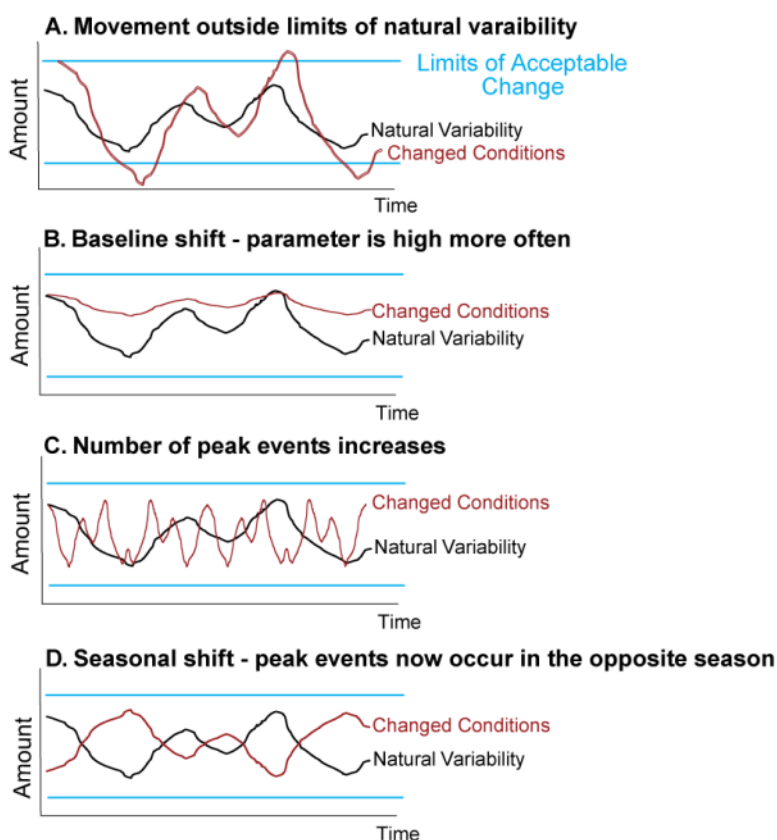 A. Movement outside limits of natural varaibility
Limits of Acceptable
Change
Amount
Natural Variability
Changed Conditions
Time
B. Baseline shift - parameter is high more often
Amount
Changed Conditions
Natural Variability
Time
C. Number of peak events increases
Amount
Changed Conditions
Natural Variability
Time
D. Seasonal shift - peak events now occur in the opposite season
Amount
Changed Conditions
Natural Variability
Time